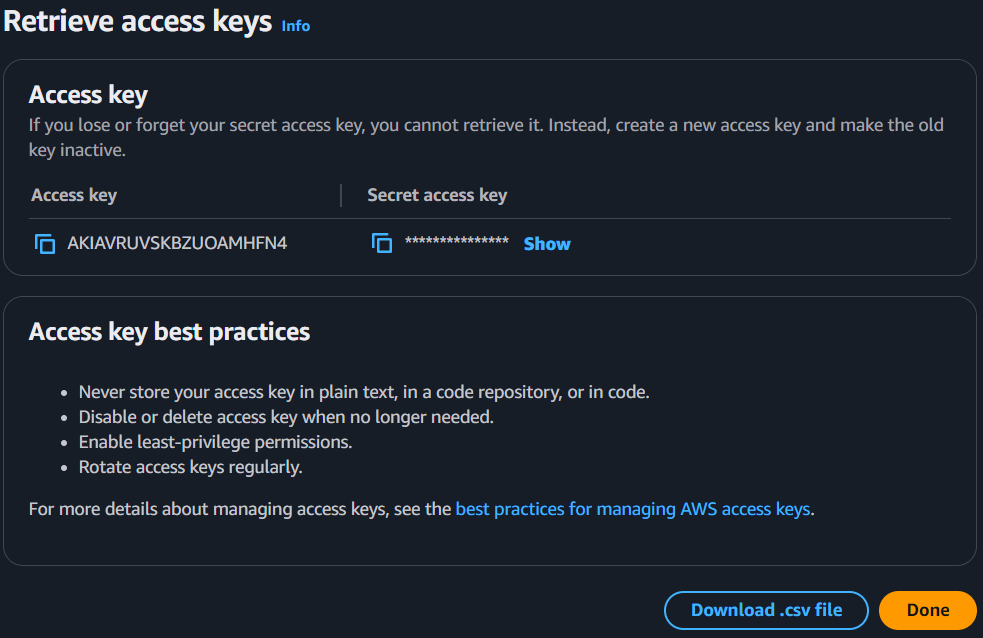 Retrieve access keys Info
Access key
If you lose or forget your secret access key, you cannot retrieve it. Instead, create a new access key and make the old
key inactive.
Access key
Secret access key
AKIAVRUVSKBZUOAMHFN4
*************** Show
Access key best practices
• Never store your access key in plain text, in a code repository, or in code.
• Disable or delete access key when no longer needed.
• Enable least-privilege permissions.
• Rotate access keys regularly.
For more details about managing access keys, see the best practices for managing AWS access keys.
Download .csv file
Done